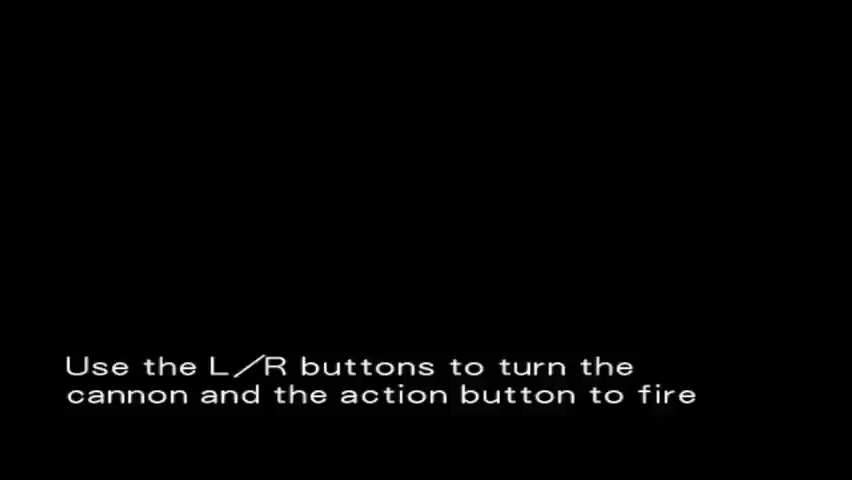 Use the L／R buttons to turn the
cannon and the action button to fire